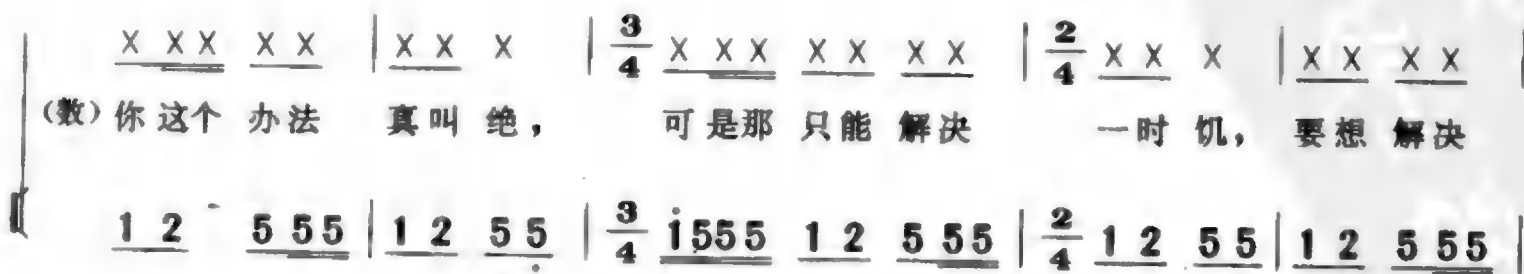 X XX X X | X X X | 3/4 X XX X X X X | 2/4 X X X | X X X X |
(数)你这个 办法 真叫 绝, 可是那 只能 解决 一时 饥, 要想 解决
1 2 5 55 | 1 2 5 5 | 3/4 i555 1 2 5 55 | 2/4 1 2 5 5 | 1 2 5 55 |